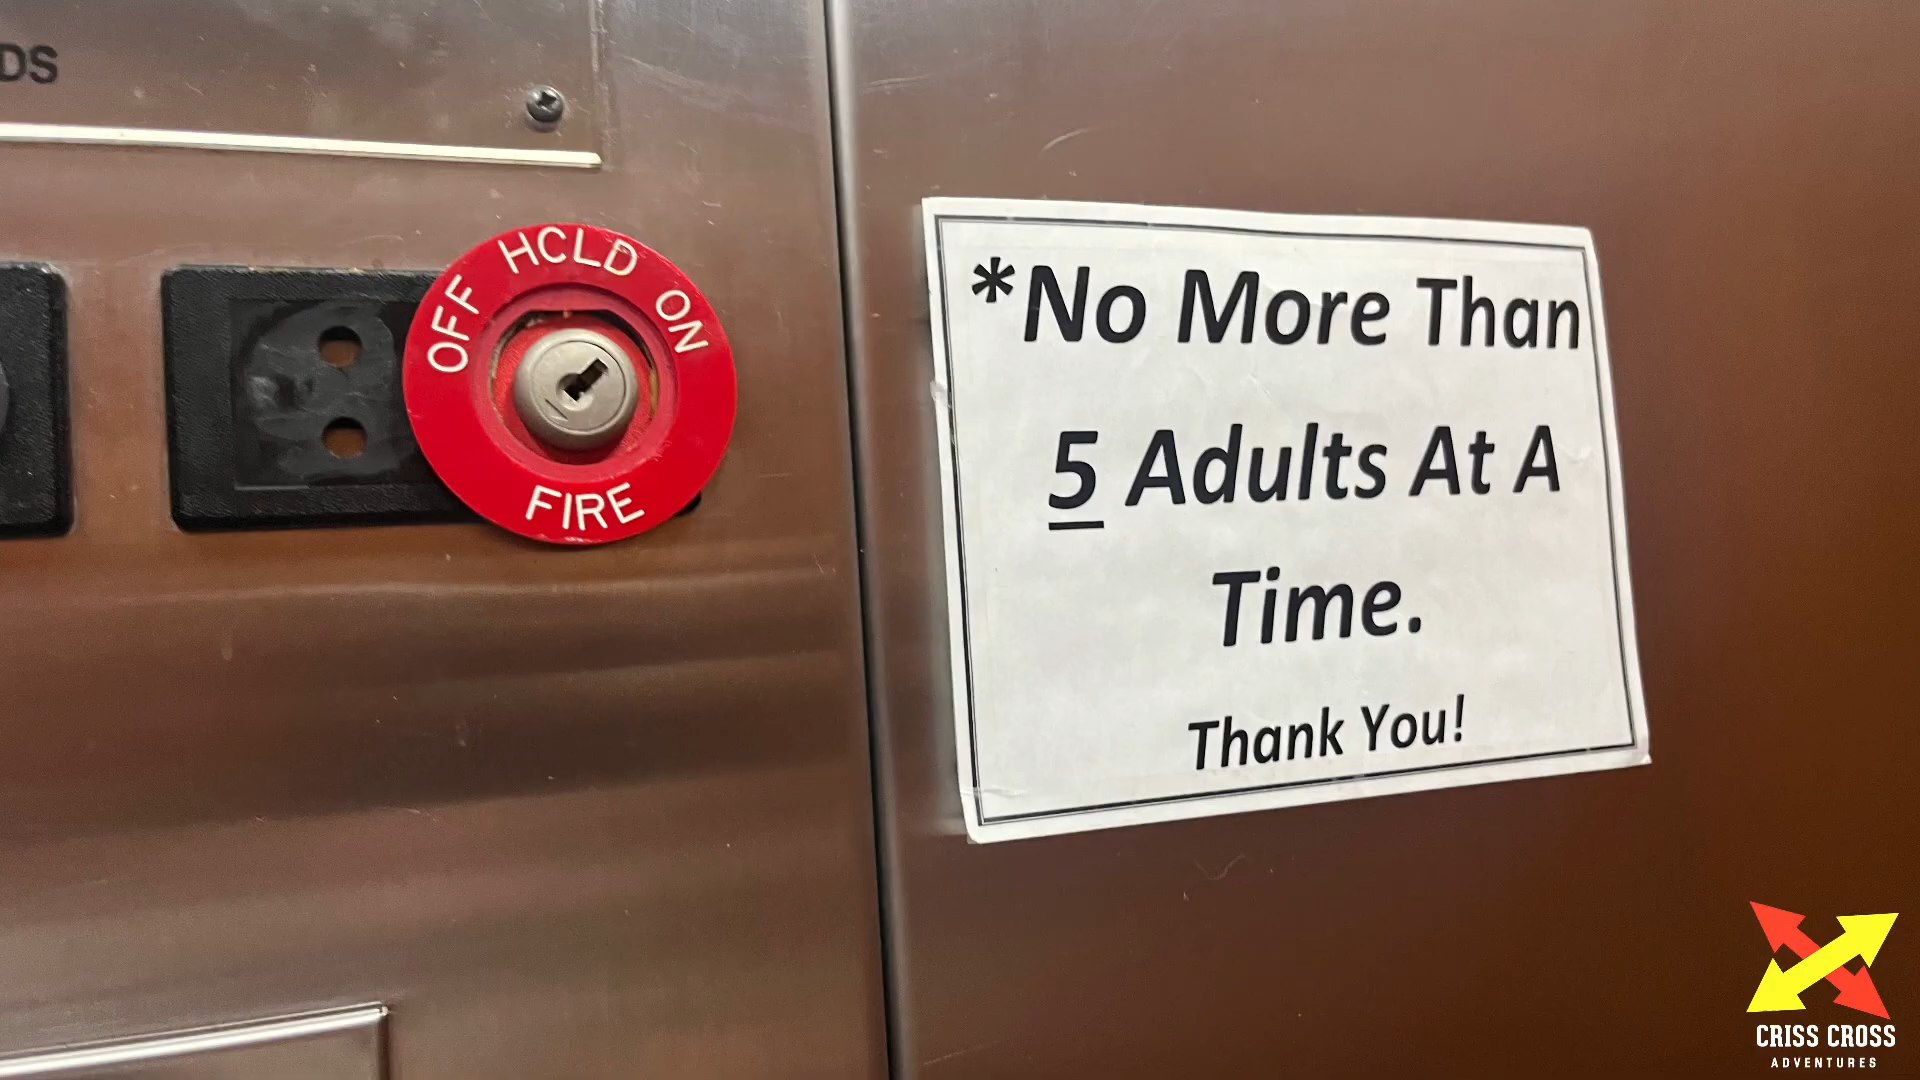 DS
OFF HCLD ON
FIRE
*No More Than
5 Adults At A
Time.
Thank You!
CRISS CROSS
ADVENTURES